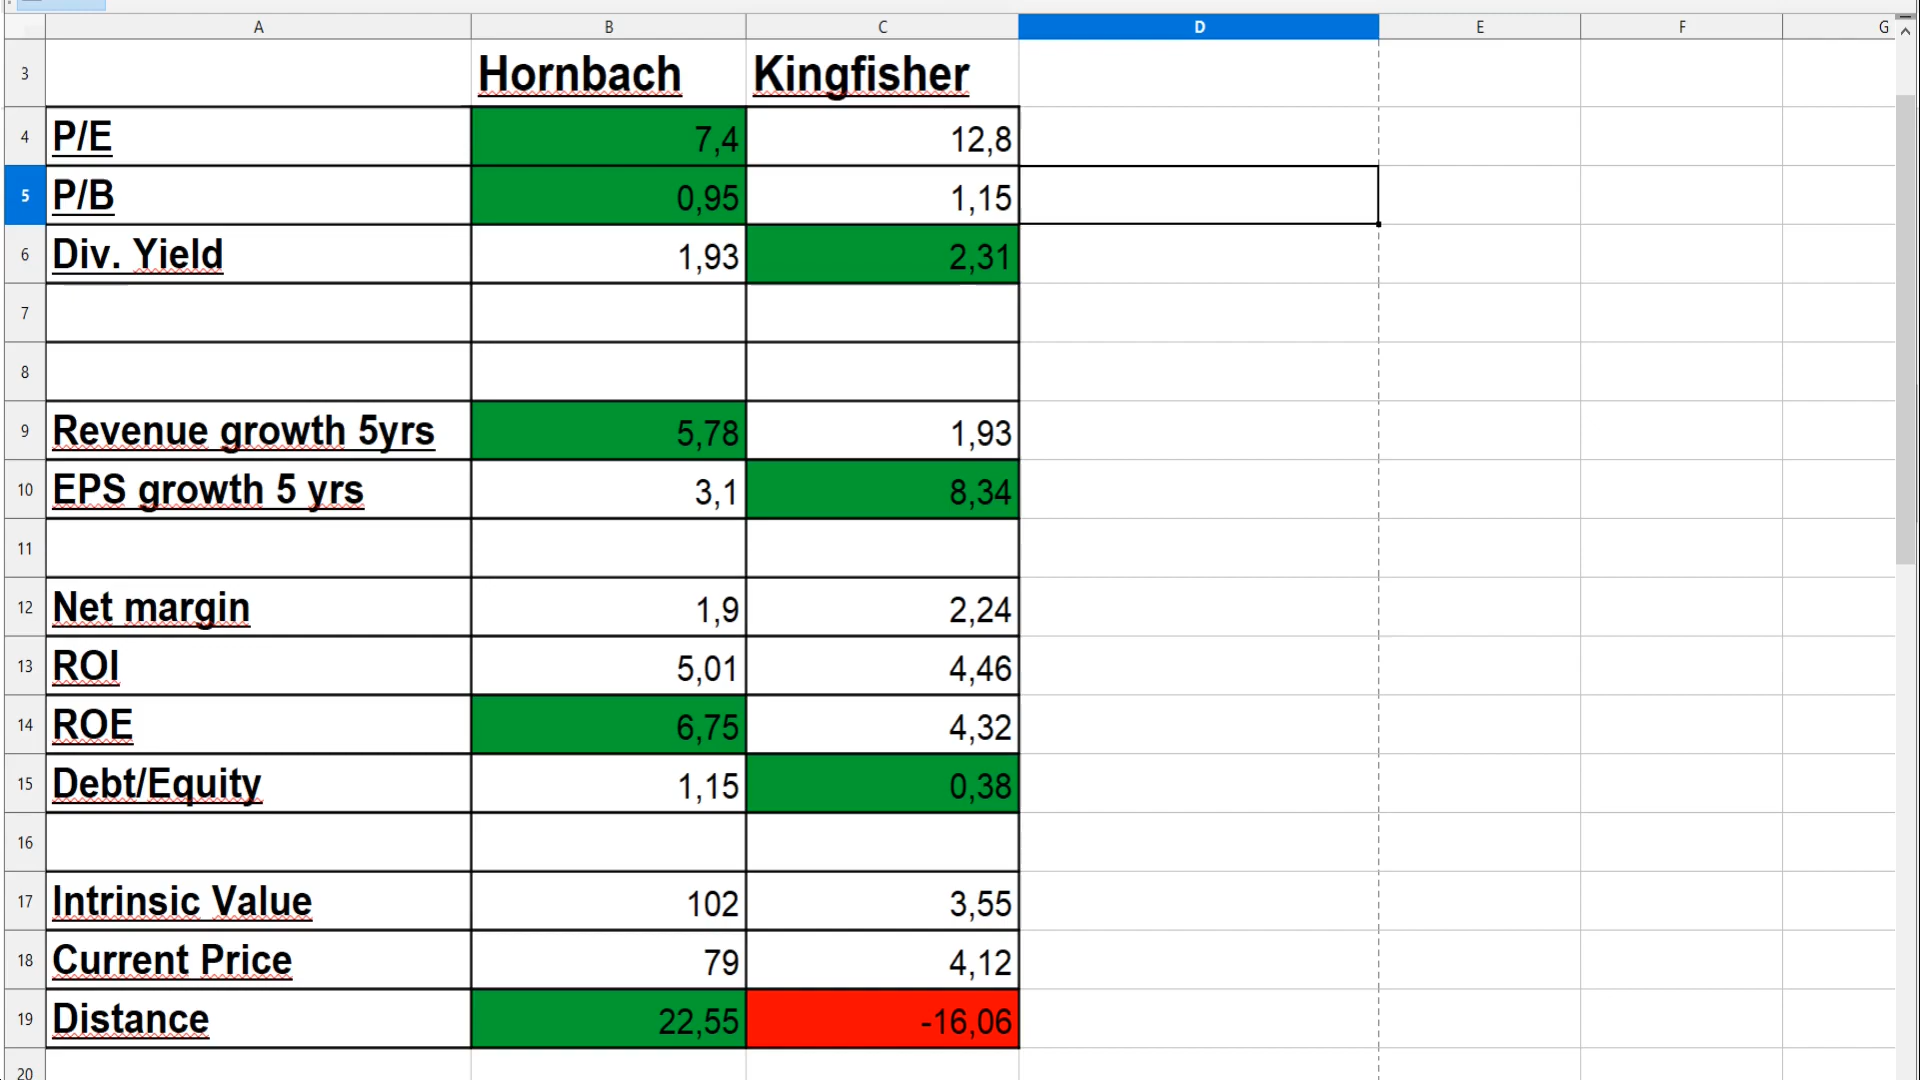 A B C D E F G
3 Hornbach Kingfisher
4 P/E 7,4 12,8
5 P/B 0,95 1,15
6 Div. Yield 1,93 2,31
7
8
9 Revenue growth 5yrs 5,78 1,93
10 EPS growth 5 yrs 3,1 8,34
11
12 Net margin 1,9 2,24
13 ROI 5,01 4,46
14 ROE 6,75 4,32
15 Debt/Equity 1,15 0,38
16
17 Intrinsic Value 102 3,55
18 Current Price 79 4,12
19 Distance 22,55 -16,06
20